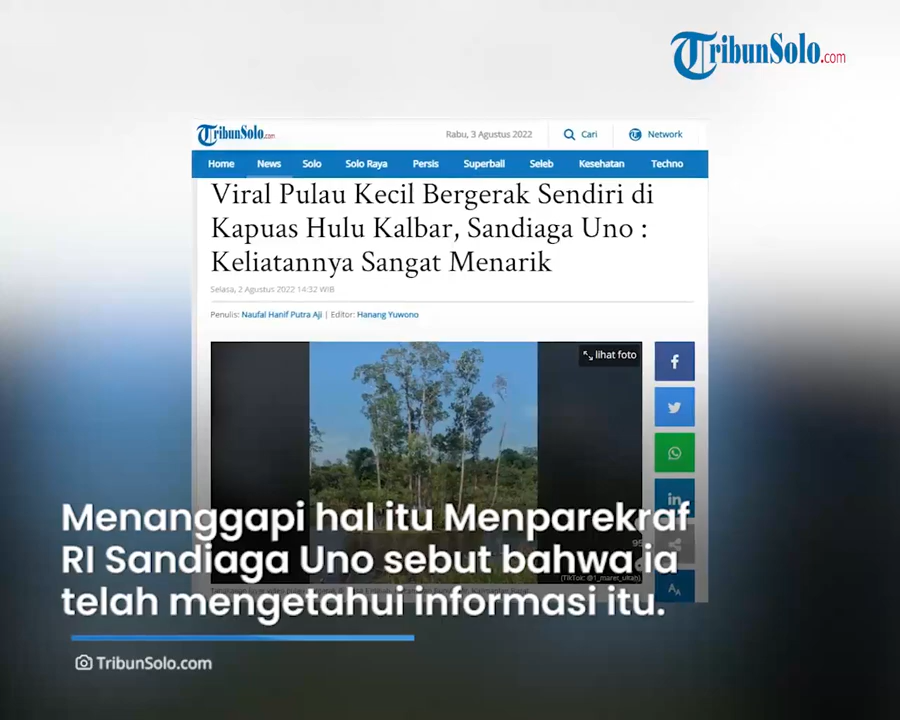 TribunSolo.com
TribunSolo.com
Rabu, 3 Agustus 2022
Cari
Network
Home News Solo Solo Raya Persis Superball Seleb Kesehatan Techno
Viral Pulau Kecil Bergerak Sendiri di
Kapuas Hulu Kalbar, Sandiaga Uno :
Keliatannya Sangat Menarik
Selasa, 2 Agustus 2022 14:32 WIB
Penulis: Naufal Hanif Putra Aji | Editor: Hanang Yuwono
lihat foto
Menanggapi hal itu Menparekraf
RI Sandiaga Uno sebut bahwa ia
telah mengetahui informasi itu.
TribunSolo.com